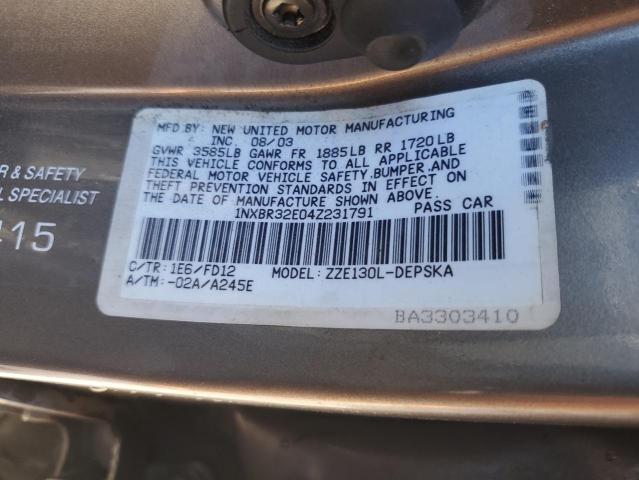 MFD. BY: NEW UNITED MOTOR MANUFACTURING
INC. 08/03
GVWR 3585LB GAWR FR 1885LB RR 1720LB
THIS VEHICLE CONFORMS TO ALL APPLICABLE
FEDERAL MOTOR VEHICLE SAFETY,BUMPER,AND
THEFT PREVENTION STANDARDS IN EFFECT ON
THE DATE OF MANUFACTURE SHOWN ABOVE.
1NXBR32E04Z231791 PASS CAR
C/TR: 1E6/FD12 MODEL: ZZE130L-DEPSKA
A/TM: -02A/A245E
BA3303410
R & SAFETY
L SPECIALIST
415